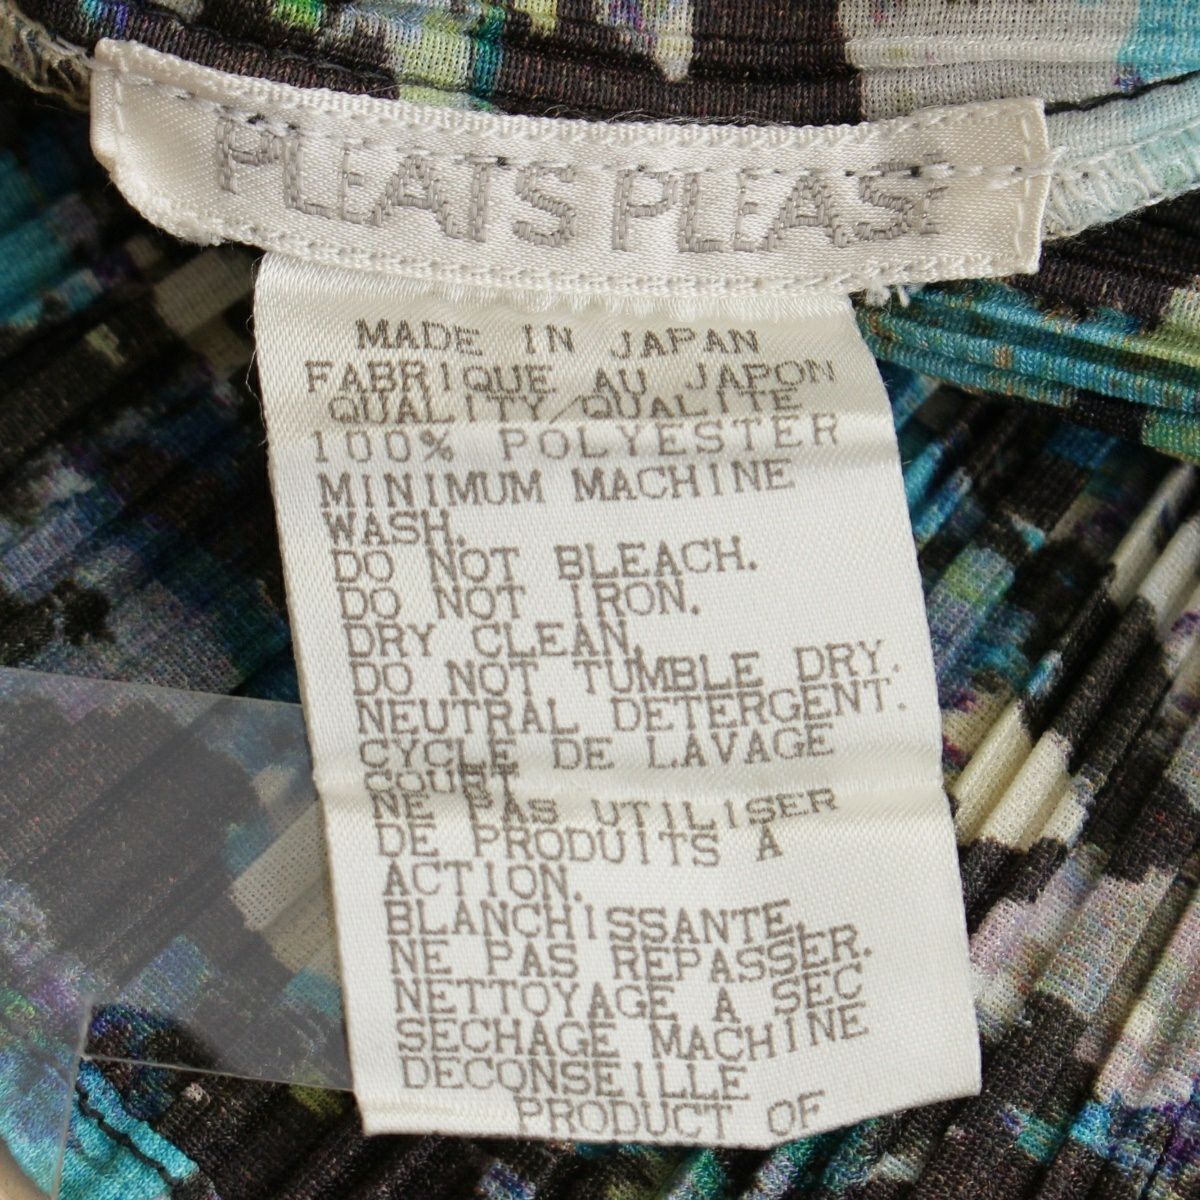 PLEATS PLEASE
MADE IN JAPAN
FABRIQUE AU JAPON
QUALITY/QUALITE
100% POLYESTER
MINIMUM MACHINE
WASH.
DO NOT BLEACH.
DO NOT IRON.
DRY CLEAN.
DO NOT TUMBLE DRY.
NEUTRAL DETERGENT.
CYCLE DE LAVAGE
COURT
NE PAS UTILISER
DE PRODUITS A
ACTION.
BLANCHISSANTE.
NE PAS REPASSER.
NETTOYAGE A SEC
SECHAGE MACHINE
DECONSEILLE
PRODUCT OF